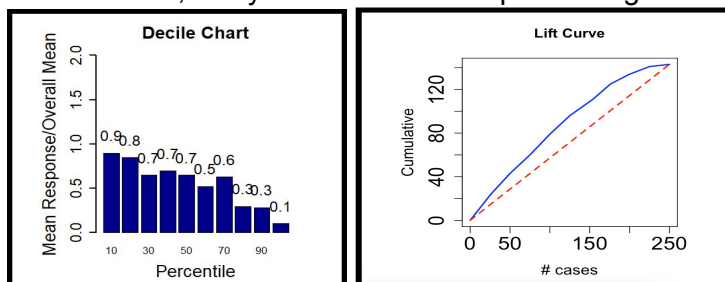 Decile Chart
Mean Response/Overall Mean
0.0 0.5 1.0 1.5 2.0
0.9 0.8 0.7 0.7 0.7 0.5 0.6 0.3 0.3 0.1
10 30 50 70 90
Percentile
Lift Curve
Cumulative
0 40 80 120
0 50 150 250
# cases